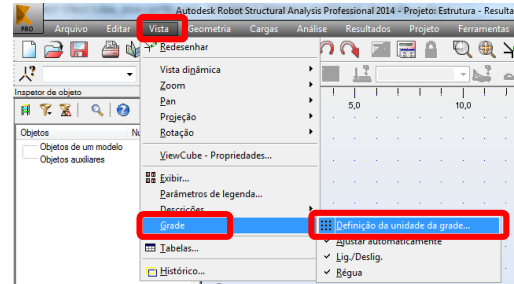 Autodesk Robot Structural Analysis Professional 2014 - Projeto: Estrutura - Resulta
PRO Arquivo Editar Vista Geometria Cargas Análise Resultados Projeto Ferramentas
Redesenhar
Vista dinâmica
Zoom
Pan
Projeção
Rotação
ViewCube - Propriedades...
Exibir...
Parâmetros de legenda...
Descrições
Grade
Tabelas...
Histórico...
Inspetor de objeto
Objetos Nu
Objetos de um modelo
Objetos auxiliares
5,0 10,0
Definição da unidade da grade...
Ajustar automaticamente
Lig./Deslig.
Régua